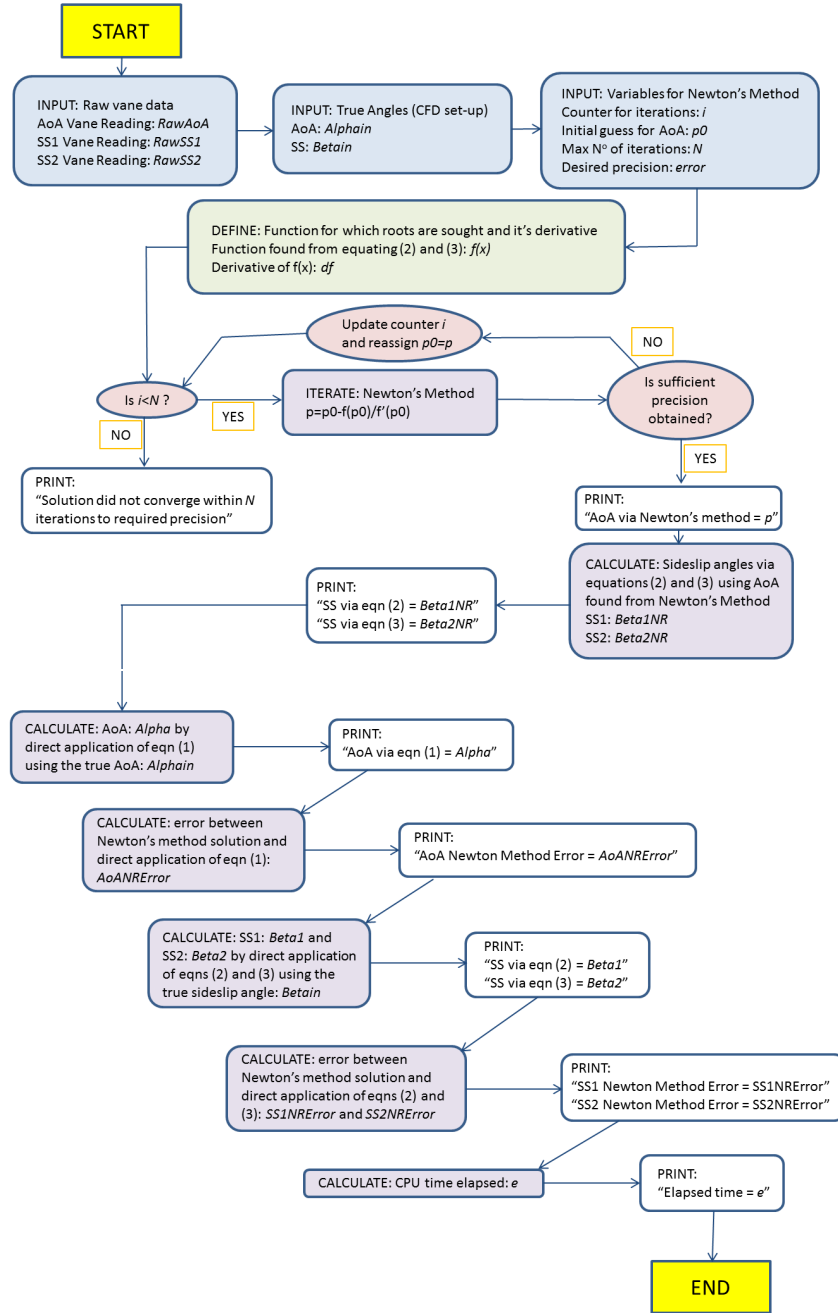 START
INPUT: Raw vane data
AoA Vane Reading: RawAoA
SS1 Vane Reading: RawSS1
SS2 Vane Reading: RawSS2
INPUT: True Angles (CFD set-up)
AoA: Alphain
SS: Betain
INPUT: Variables for Newton's Method
Counter for iterations: i
Initial guess for AoA: p0
Max Nº of iterations: N
Desired precision: error
DEFINE: Function for which roots are sought and it's derivative
Function found from equating (2) and (3): f(x)
Derivative of f(x): df
Update counter i
and reassign p0=p
NO
Is i<N ?
YES
ITERATE: Newton's Method
p=p0-f(p0)/f'(p0)
Is sufficient
precision
obtained?
NO
YES
PRINT:
“Solution did not converge within N
iterations to required precision”
PRINT:
“AoA via Newton's method = p”
CALCULATE: Sideslip angles via
equations (2) and (3) using AoA
found from Newton's Method
SS1: Beta1NR
SS2: Beta2NR
PRINT:
“SS via eqn (2) = Beta1NR”
“SS via eqn (3) = Beta2NR”
CALCULATE: AoA: Alpha by
direct application of eqn (1)
using the true AoA: Alphain
PRINT:
“AoA via eqn (1) = Alpha”
CALCULATE: error between
Newton's method solution and
direct application of eqn (1):
AoANRError
PRINT:
“AoA Newton Method Error = AoANRError”
CALCULATE: SS1: Beta1 and
SS2: Beta2 by direct application
of eqns (2) and (3) using the
true sideslip angle: Betain
PRINT:
“SS via eqn (2) = Beta1”
“SS via eqn (3) = Beta2”
CALCULATE: error between
Newton's method solution and
direct application of eqns (2) and
(3): SS1NRError and SS2NRError
PRINT:
“SS1 Newton Method Error = SS1NRError”
“SS2 Newton Method Error = SS2NRError”
CALCULATE: CPU time elapsed: e
PRINT:
“Elapsed time = e”
END